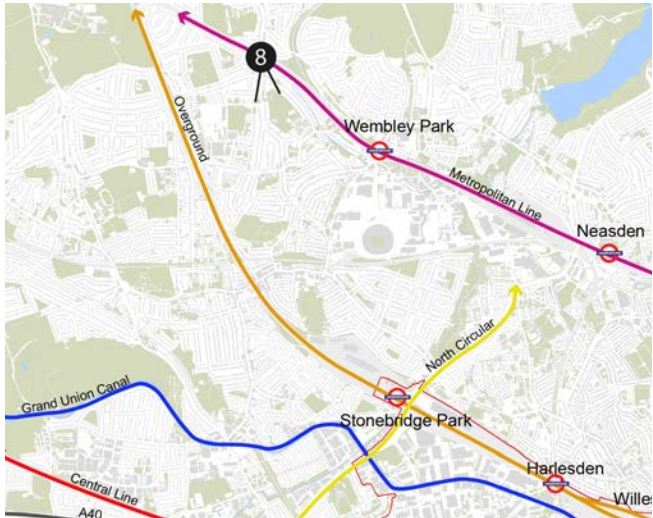 8
Overground
Wembley Park
Metropolitan Line
Neasden
North Circular
Grand Union Canal
Stonebridge Park
Harlesden
Willes
Central Line
A40